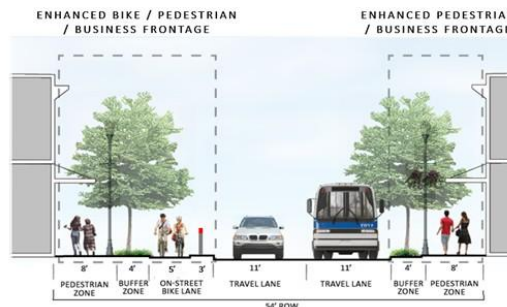 ENHANCED BIKE / PEDESTRIAN
/ BUSINESS FRONTAGE
ENHANCED PEDESTRIA
/ BUSINESS FRONTAGE
8' 4' 5' 3' 11' 11' 4' 8'
PEDESTRIAN
ZONE
BUFFER
ZONE
ON-STREET
BIKE LANE
TRAVEL LANE
TRAVEL LANE
BUFFER
ZONE
PEDESTRIAN
ZONE
54' ROW